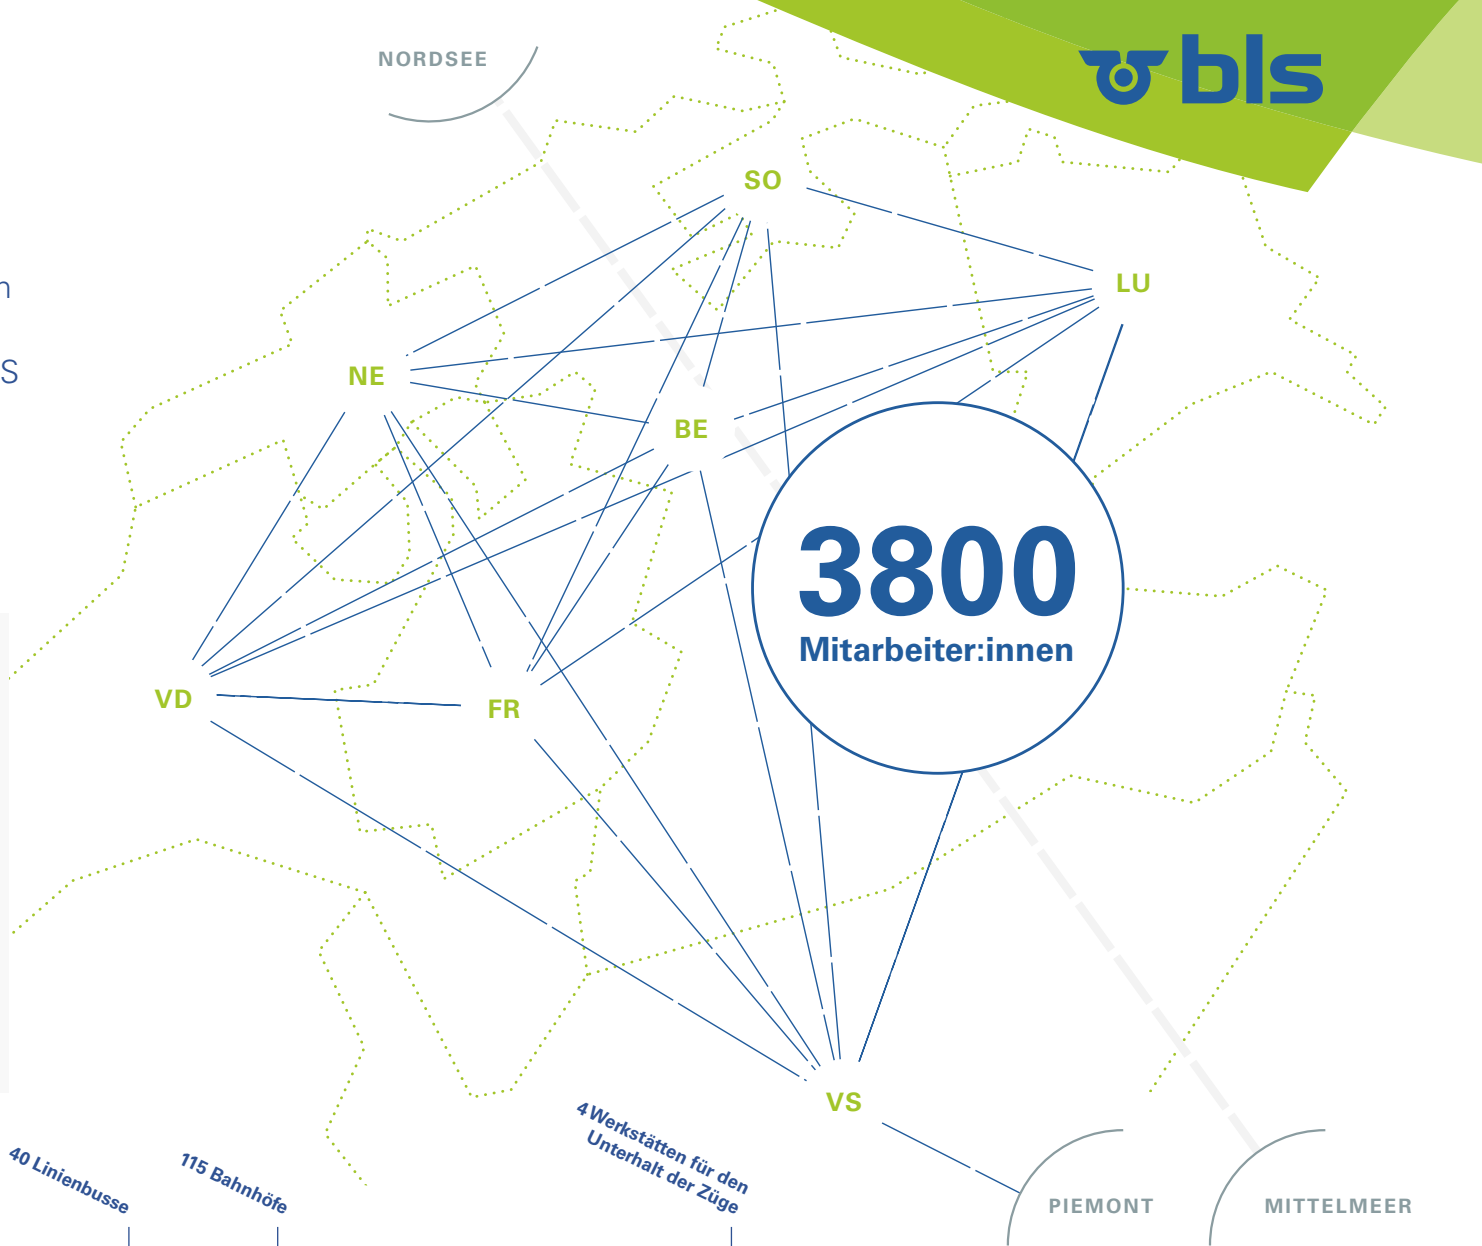 NORDSEE
bls
SO
n
LU
S
NE
BE
3800
Mitarbeiter:innen
VD
FR
VS
4 Werkstätten für den
Unterhalt der Züge
40 Linienbusse
115 Bahnhöfe
PIEMONT
MITTELMEER